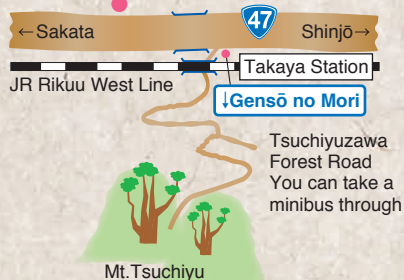 47
←Sakata
Shinjō→
Takaya Station
JR Rikuu West Line
↓Gensō no Mori
Tsuchiyuzawa
Forest Road
You can take a
minibus through
Mt.Tsuchiyu